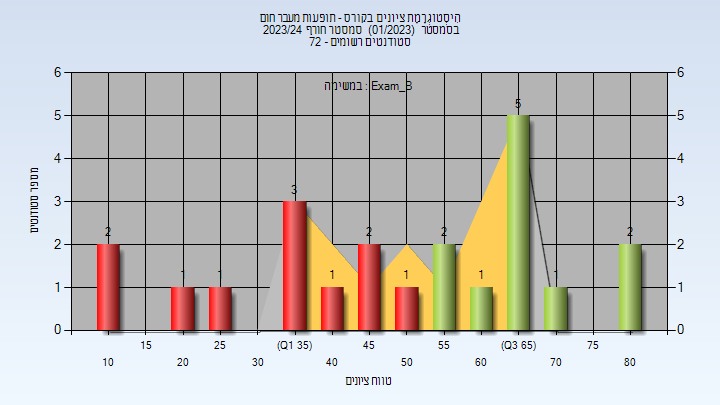 היסטוגרמת ציונים בקורס - תופעות מעבר חום
בסמסטר (01/2023) סמסטר חורף 2023/24
סטודנטים רשומים - 72
במשימה : Exam_B
מספר סטודנטים
6 6
5 5
4 4
3 3
2 2
1 1
0 0
2 1 1 3 1 2 1 2 1 5 1 2
15 25 (Q1 35) 45 55 (Q3 65) 75
10 20 30 40 50 60 70 80
טווח ציונים